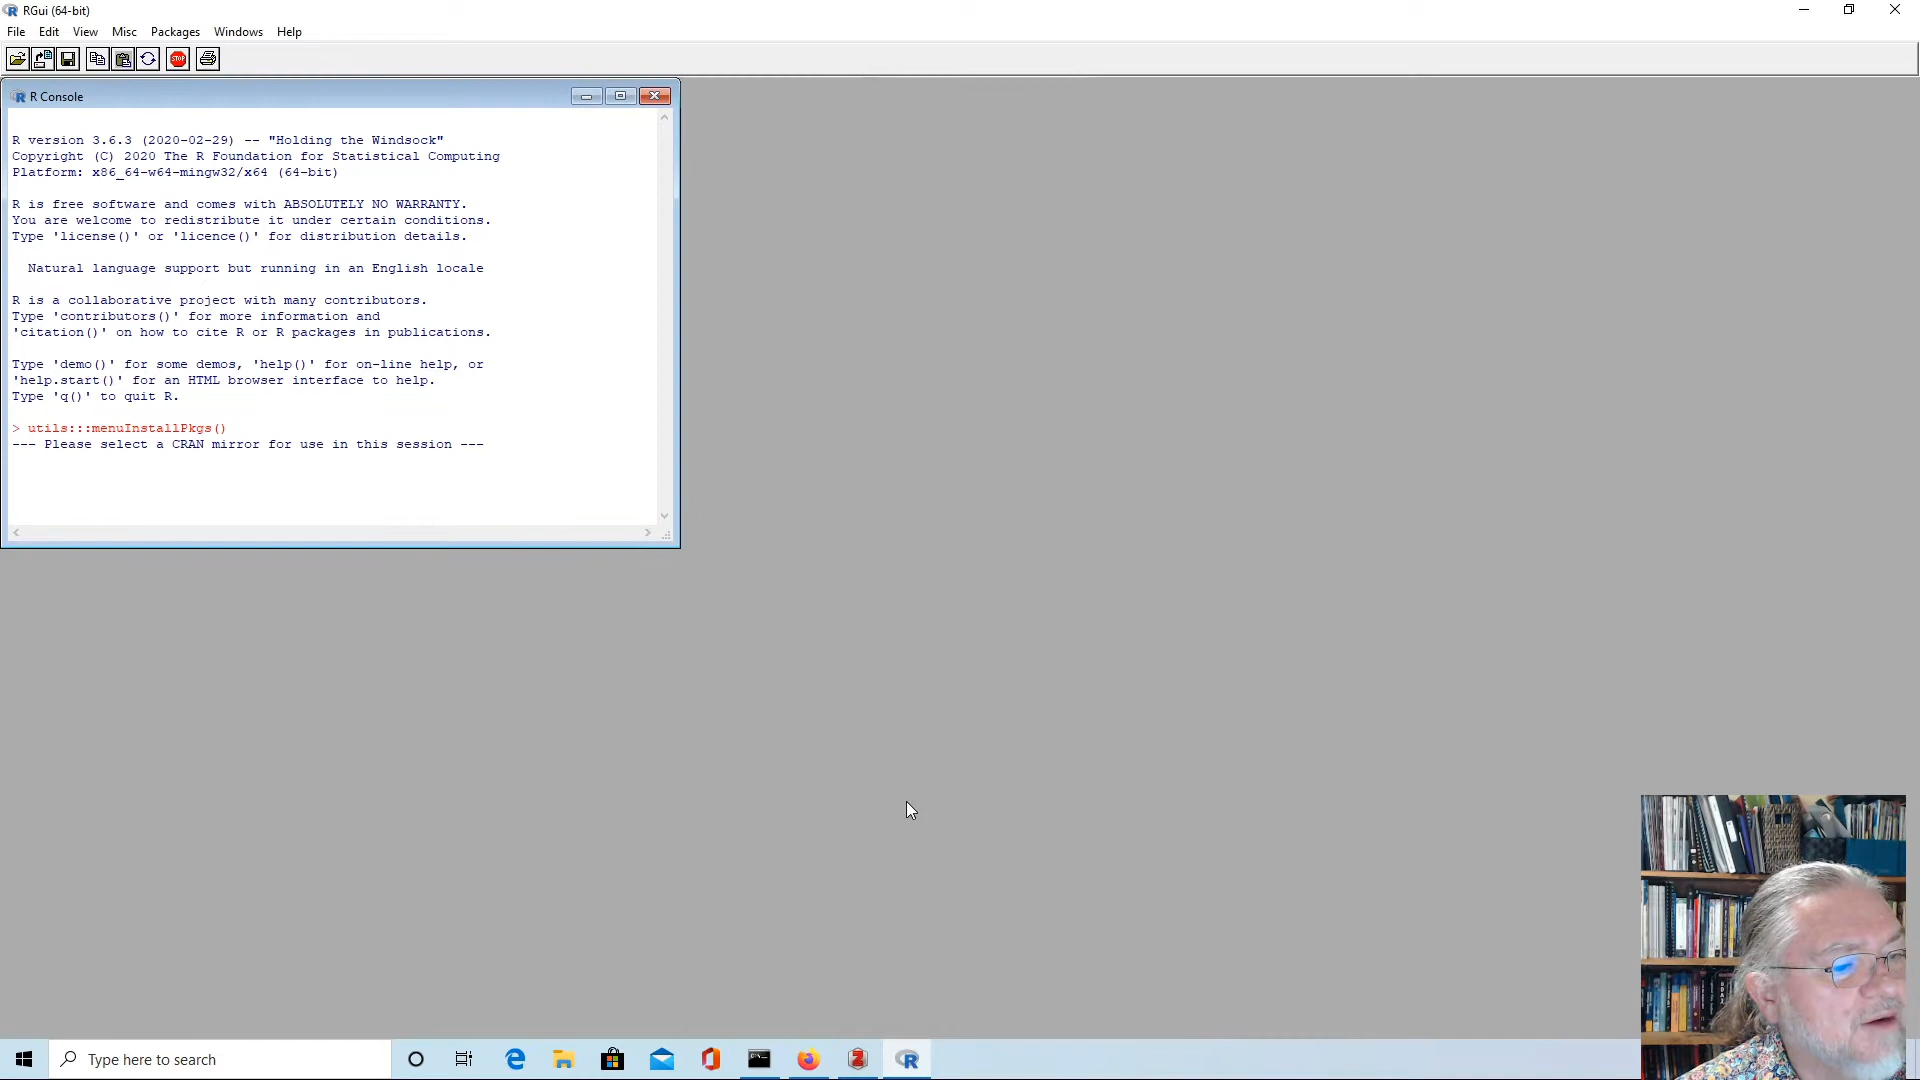 RGui (64-bit)
File Edit View Misc Packages Windows Help
STOP
R Console
R version 3.6.3 (2020-02-29) -- "Holding the Windsock"
Copyright (C) 2020 The R Foundation for Statistical Computing
Platform: x86_64-w64-mingw32/x64 (64-bit)
R is free software and comes with ABSOLUTELY NO WARRANTY.
You are welcome to redistribute it under certain conditions.
Type 'license()' or 'licence()' for distribution details.
Natural language support but running in an English locale
R is a collaborative project with many contributors.
Type 'contributors()' for more information and
'citation()' on how to cite R or R packages in publications.
Type 'demo()' for some demos, 'help()' for on-line help, or
'help.start()' for an HTML browser interface to help.
Type 'q()' to quit R.
> utils:::menuInstallPkgs()
--- Please select a CRAN mirror for use in this session ---
Type here to search